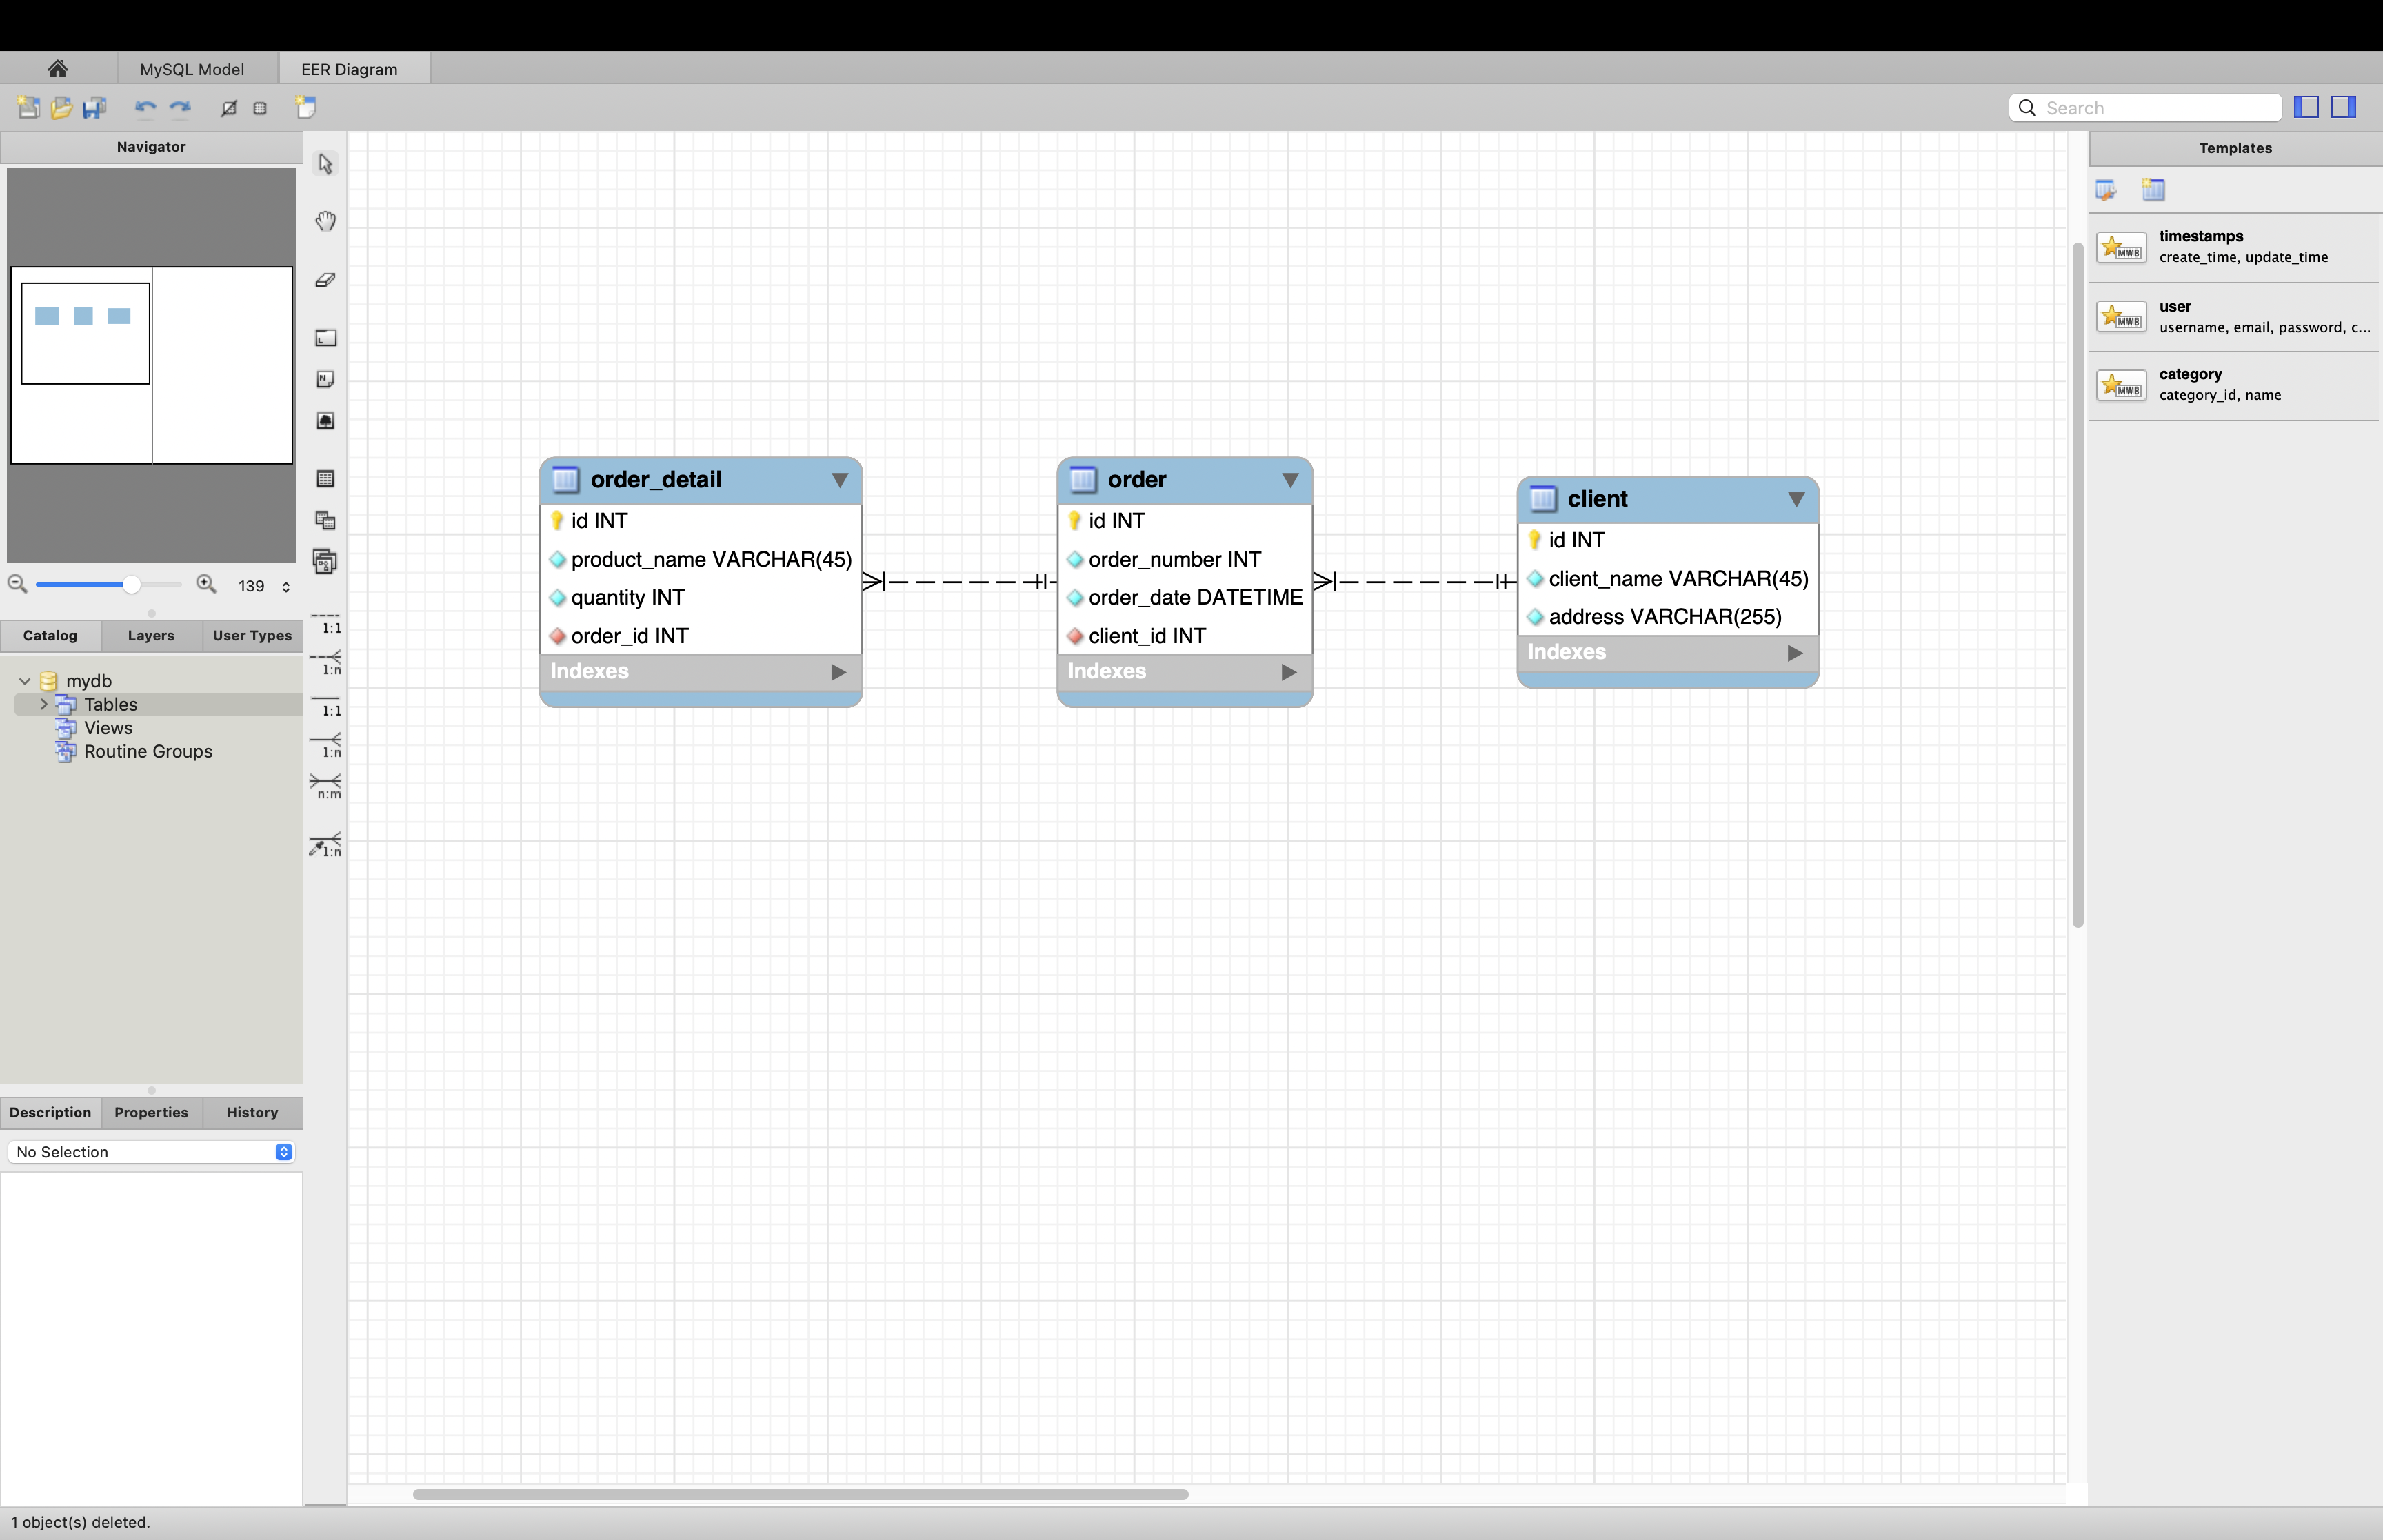 MySQL Model
EER Diagram
Search
Navigator
139
Catalog
Layers
User Types
mydb
Tables
Views
Routine Groups
Description
Properties
History
No Selection
L
N
1:1
1:n
1:1
1:n
n:m
1:n
order_detail
id INT
product_name VARCHAR(45)
quantity INT
order_id INT
Indexes
order
id INT
order_number INT
order_date DATETIME
client_id INT
Indexes
client
id INT
client_name VARCHAR(45)
address VARCHAR(255)
Indexes
Templates
MWB
timestamps
create_time, update_time
MWB
user
username, email, password, c...
MWB
category
category_id, name
1 object(s) deleted.